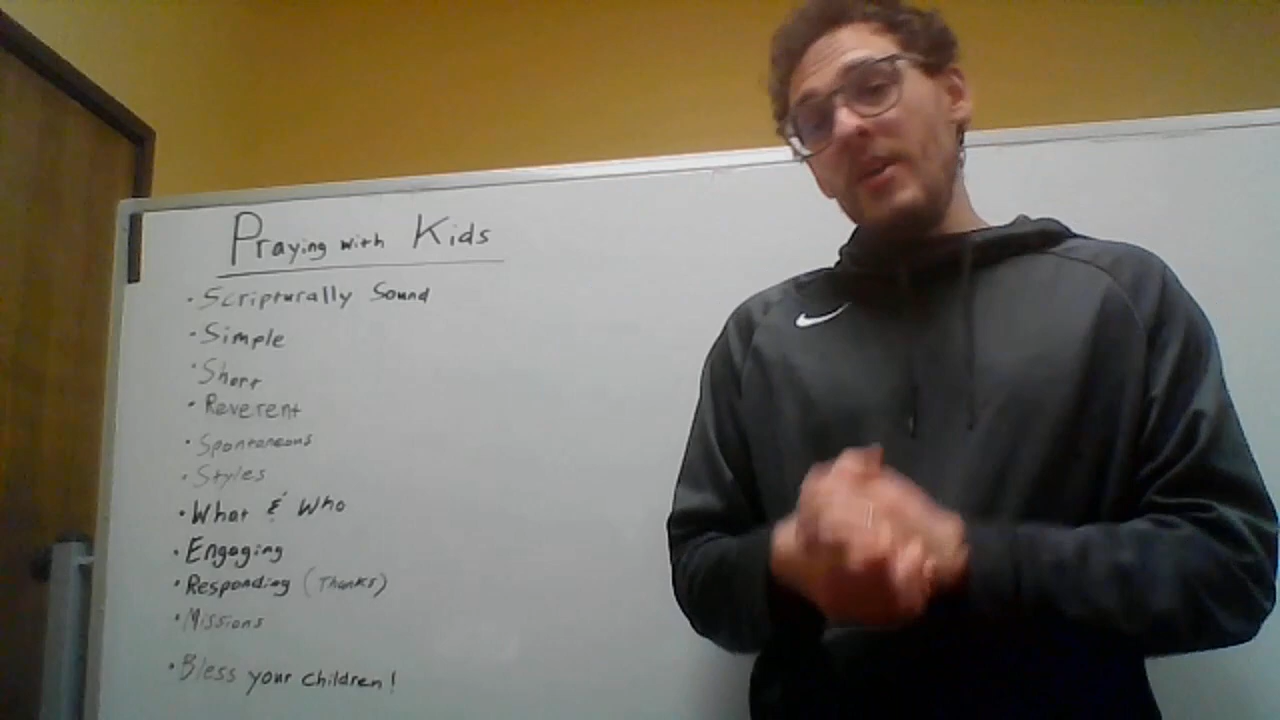 Praying with Kids
• Scripturally Sound
• Simple
• Short
• Reverent
• Spontaneous
• Styles
• What & Who
• Engaging
• Responding (Thanks)
• Missions
• Bless your children!